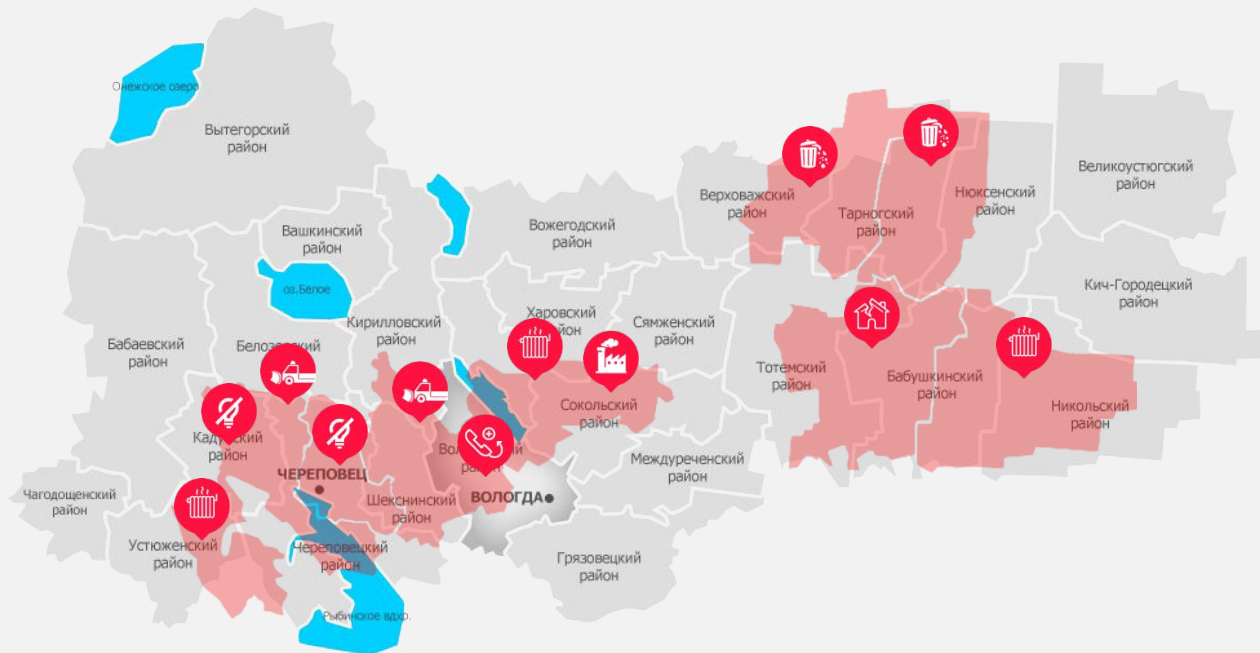 Онежское озеро
Вытегорский
район
Великоустюгский
район
Верховажский
район
Нюксенский
район
Тарногский
район
Вашкинский
район
Вожегодский
район
оз.Белое
Кич-Городецкий
район
Харовский
район
Кирилловский
район
Сямженский
район
Бабаевский
район
Тотемский
район
Бабушкинский
район
Сокольский
район
Никольский
район
район
район
Междуреченский
район
ЧЕРЕПОВЕЦ
Чагодощенский
район
Шекснинский
район
ВОЛОГДА
Устюженский
район
Череповецкий
район
Грязовецкий
район
Рыбинское вдхр.